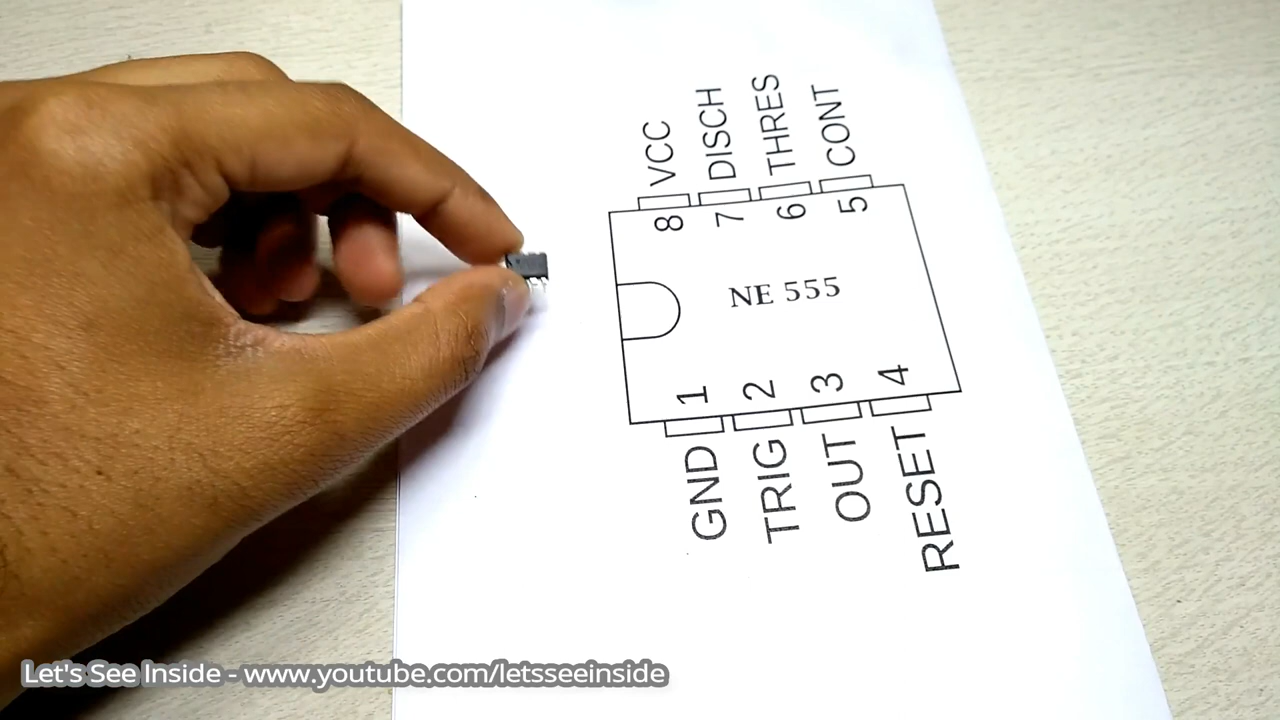 VCC
DISCH
THRES
CONT
8
7
6
5
NE 555
1
2
3
4
GND
TRIG
OUT
RESET
Let's See Inside - www.youtube.com/letsseeinside